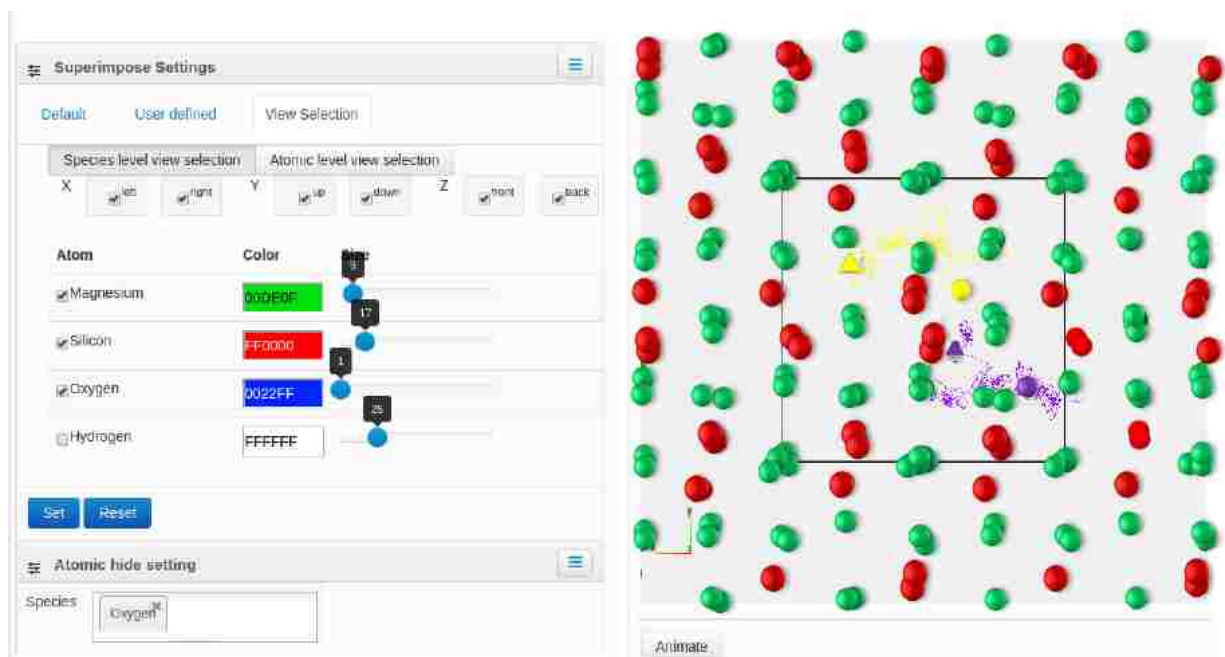 Superimpose Settings
Default User defined View Selection
Species level view selection Atomic level view selection
X left right Y up down Z front back
Atom Color Size
Magnesium 00DE0F
17
Silicon FF0000
1
Oxygen 0022FF
25
Hydrogen FFFFFF
Set Reset
Atomic hide setting
Species Oxygen
Animate